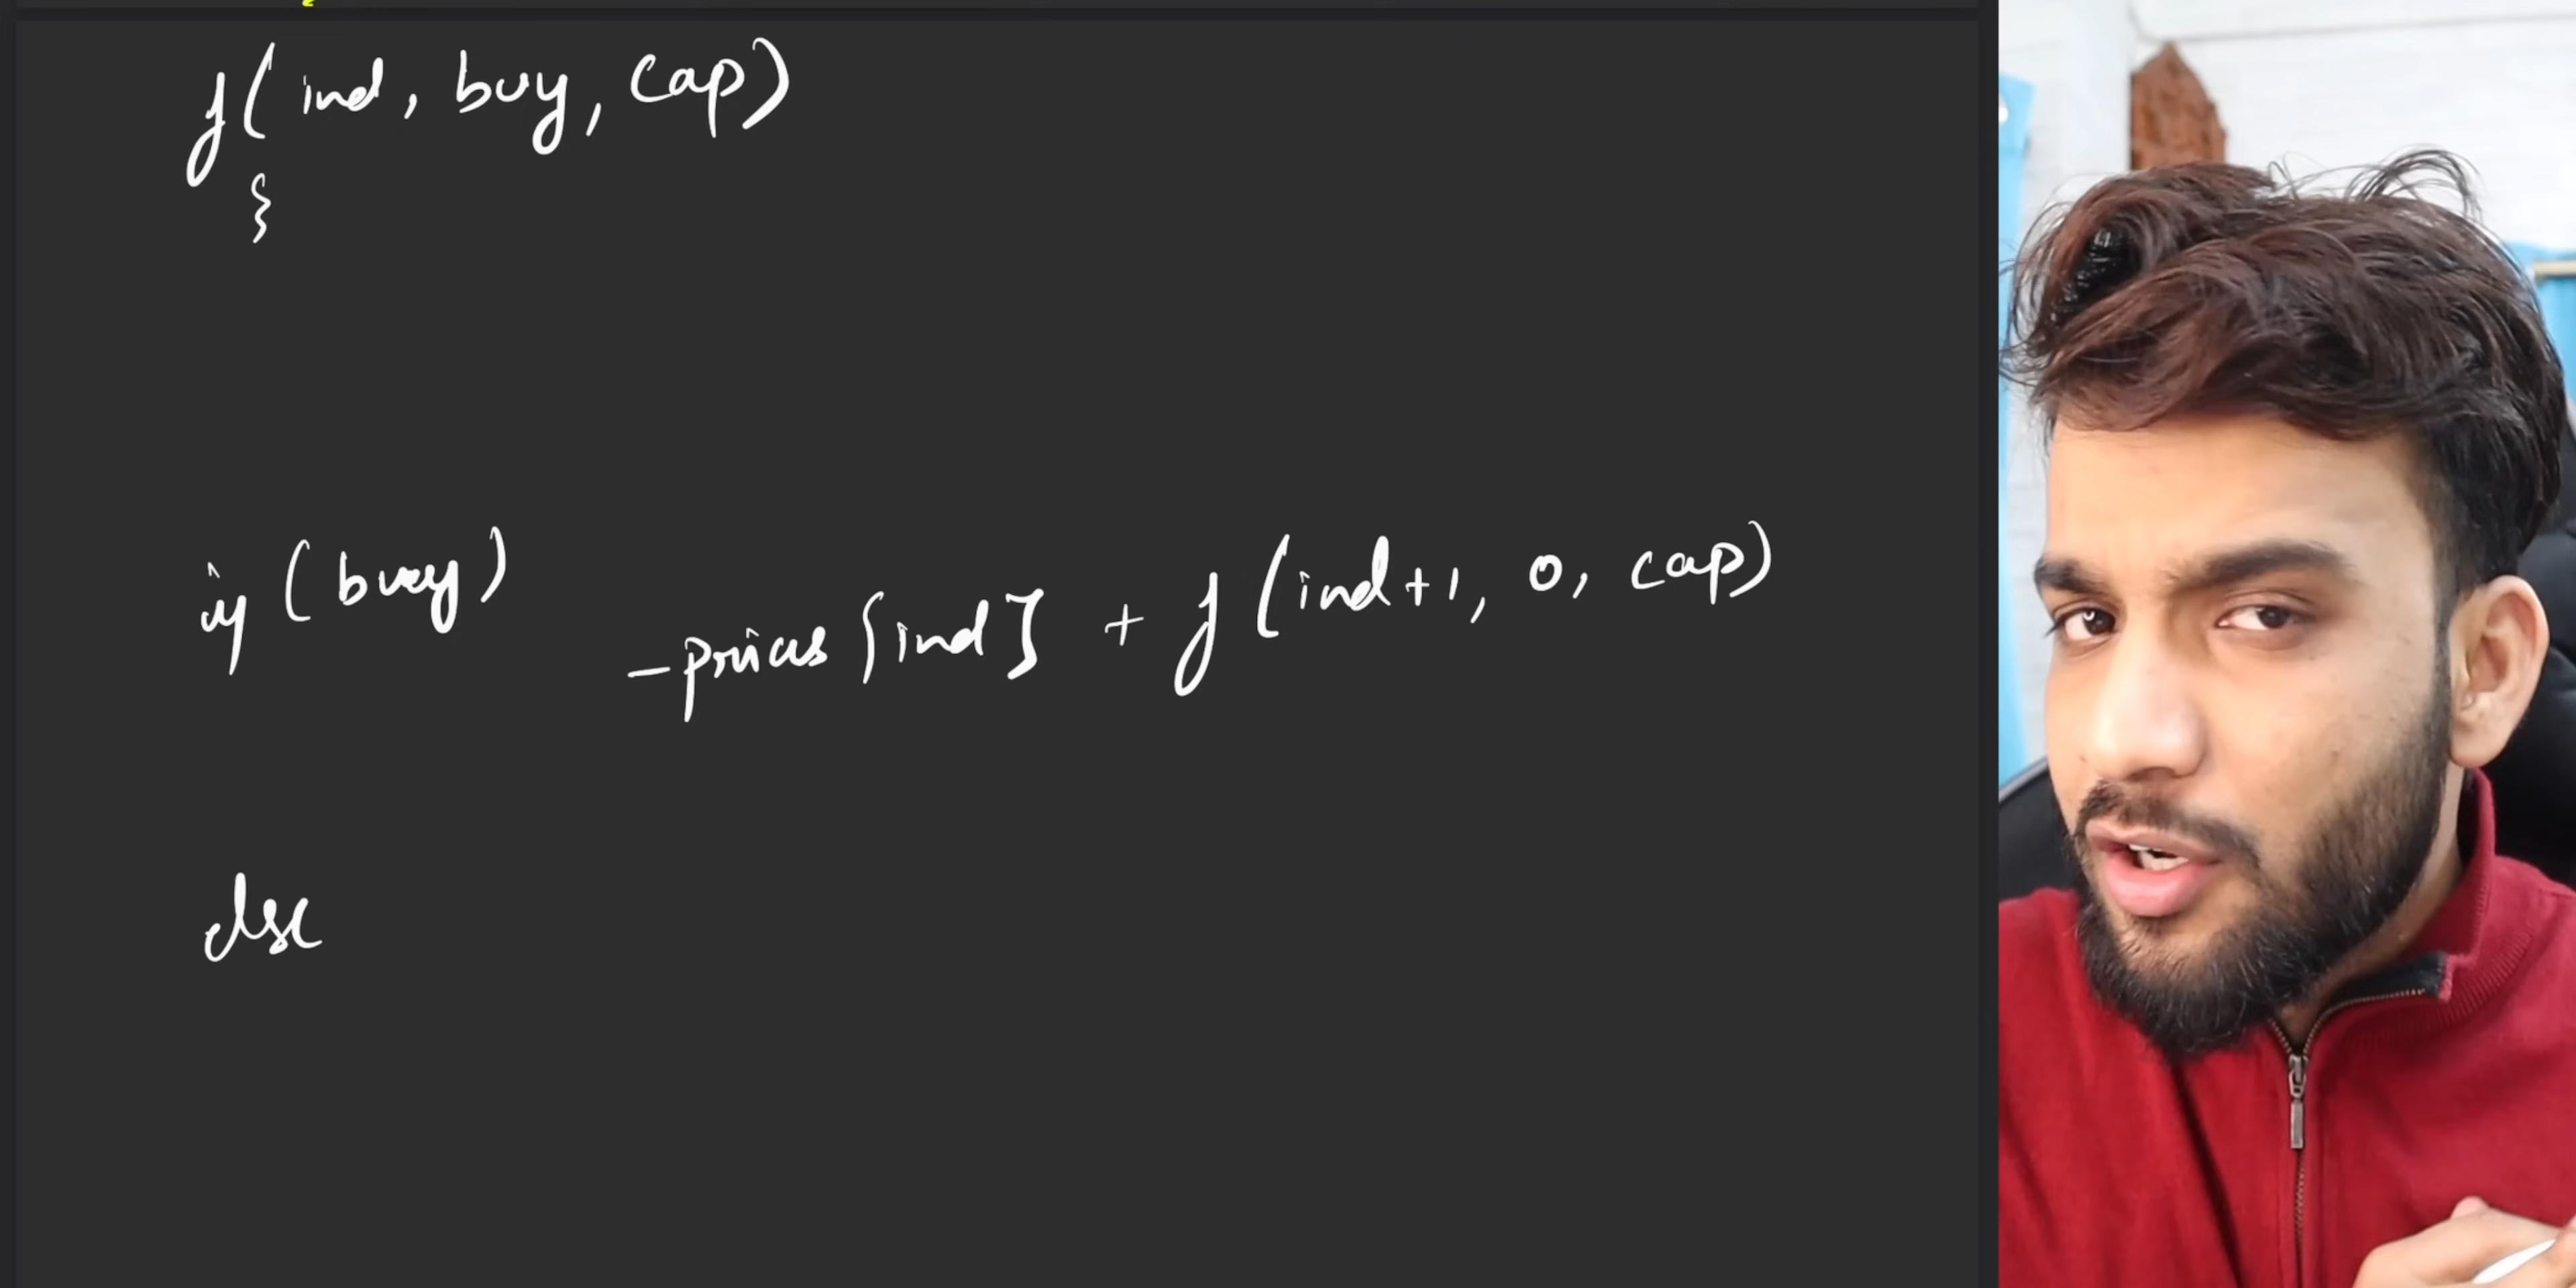 f(ind, buy, cap)
{
if (buy)
-prices[ind] + f(ind+1, 0, cap)
else